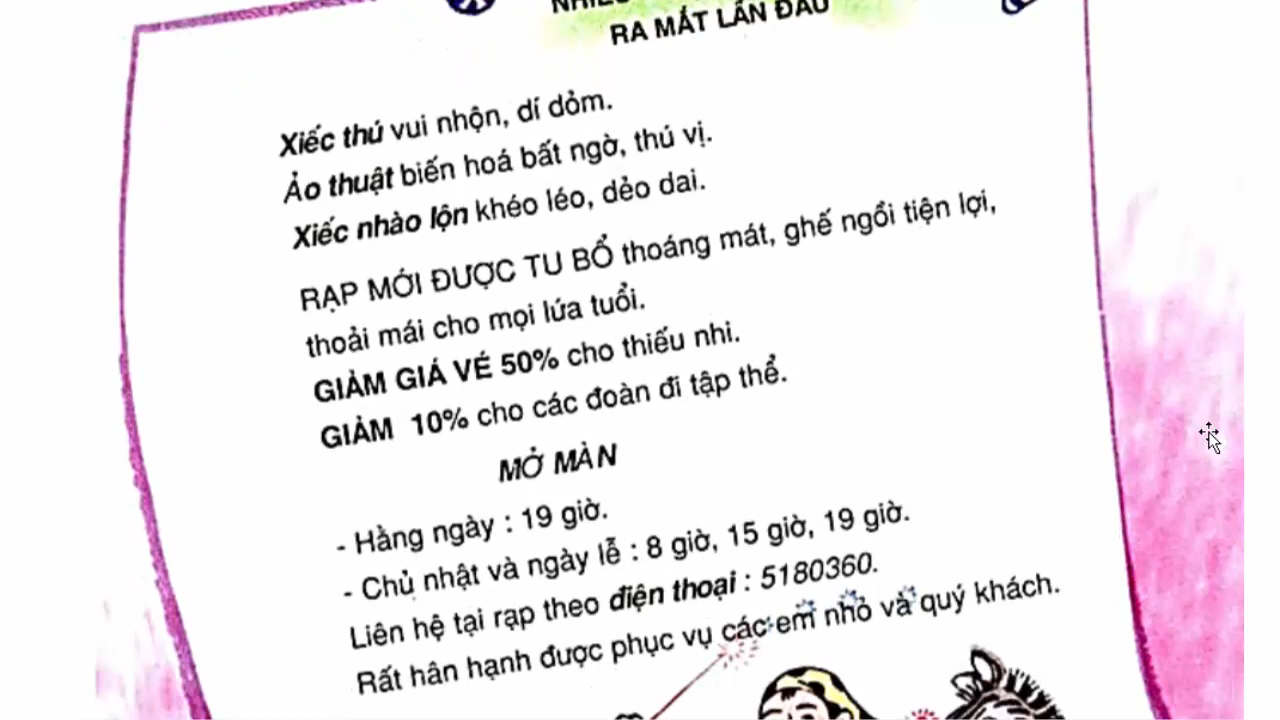 RA MẮT LẦN ĐẦU
Xiếc thú vui nhộn, dí dỏm.
Ảo thuật biến hoá bất ngờ, thú vị.
Xiếc nhào lộn khéo léo, dẻo dai.
RẠP MỚI ĐƯỢC TU BỔ thoáng mát, ghế ngồi tiện lợi,
thoải mái cho mọi lứa tuổi.
GIẢM GIÁ VÉ 50% cho thiếu nhi.
GIẢM 10% cho các đoàn đi tập thể.
MỞ MÀN
- Hằng ngày : 19 giờ.
- Chủ nhật và ngày lễ : 8 giờ, 15 giờ, 19 giờ.
Liên hệ tại rạp theo điện thoại : 5180360.
Rất hân hạnh được phục vụ các em nhỏ và quý khách.